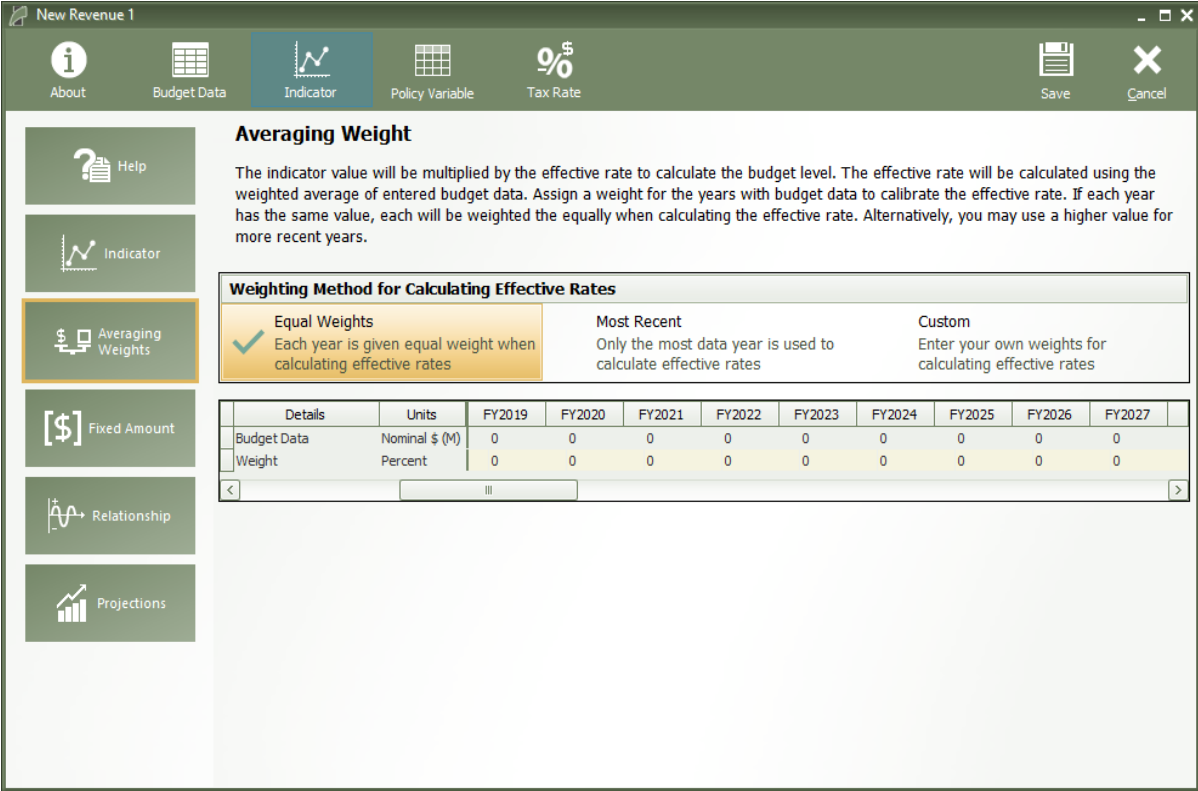 New Revenue 1
About
Budget Data
Indicator
Policy Variable
Tax Rate
Save
Cancel
Help
Indicator
Averaging
Weights
Fixed Amount
Relationship
Projections
Averaging Weight
The indicator value will be multiplied by the effective rate to calculate the budget level. The effective rate will be calculated using the
weighted average of entered budget data. Assign a weight for the years with budget data to calibrate the effective rate. If each year
has the same value, each will be weighted the equally when calculating the effective rate. Alternatively, you may use a higher value for
more recent years.
Weighting Method for Calculating Effective Rates
Equal Weights
Each year is given equal weight when
calculating effective rates
Most Recent
Only the most data year is used to
calculate effective rates
Custom
Enter your own weights for
calculating effective rates
Details Units FY2019 FY2020 FY2021 FY2022 FY2023 FY2024 FY2025 FY2026 FY2027
Budget Data Nominal $ (M) 0 0 0 0 0 0 0 0 0
Weight Percent 0 0 0 0 0 0 0 0 0